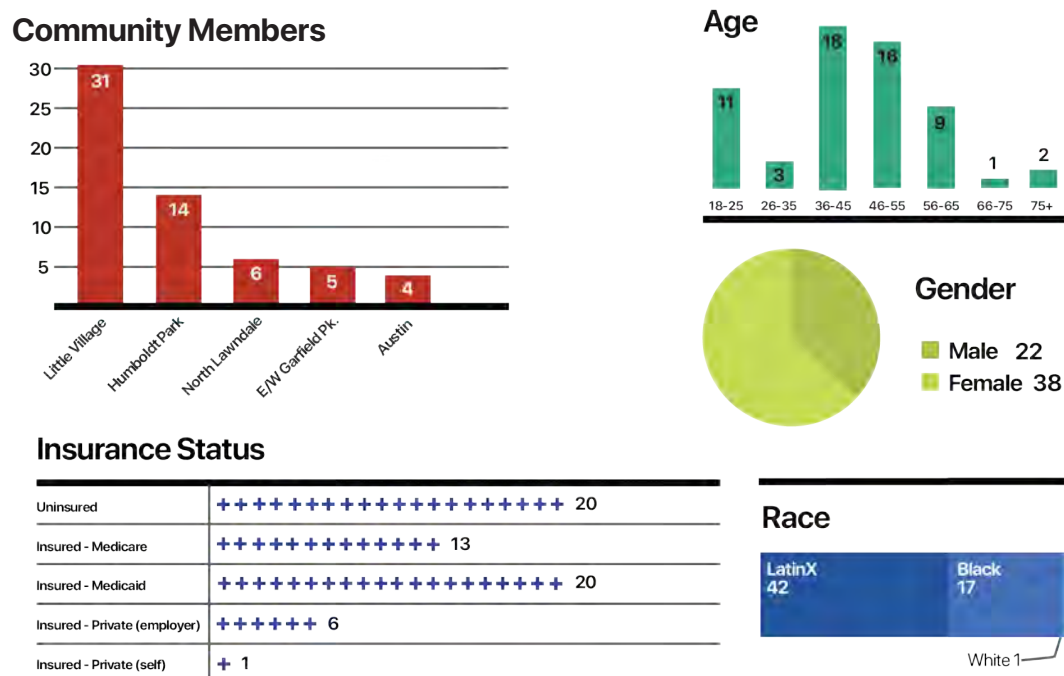 Community Members
30
25
20
15
10
5
31
14
6
5
4
Little Village
Humboldt Park
North Lawndale
E/W Garfield Pk.
Austin
Age
11
3
18
16
9
1
2
18-25 26-35 36-45 46-55 56-65 66-75 75+
Gender
Male 22
Female 38
Insurance Status
Uninsured 20
Insured - Medicare 13
Insured - Medicaid 20
Insured - Private (employer) 6
Insured - Private (self) 1
Race
LatinX
42
Black
17
White 1